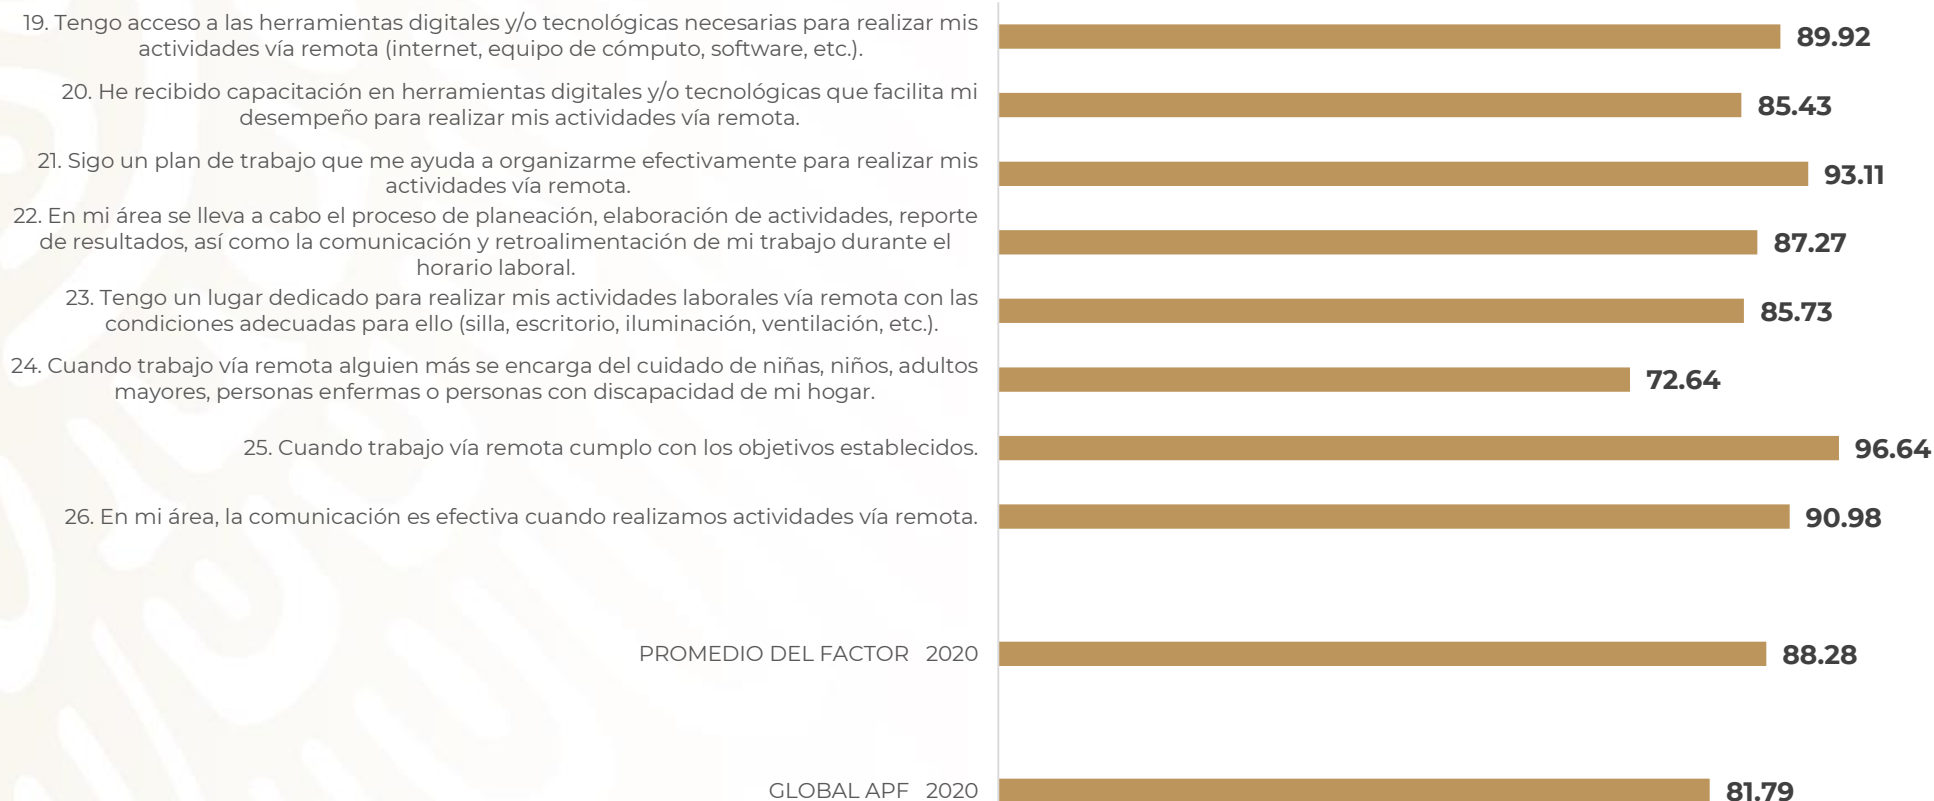 19. Tengo acceso a las herramientas digitales y/o tecnológicas necesarias para realizar mis
actividades vía remota (internet, equipo de cómputo, software, etc.).
89.92
20. He recibido capacitación en herramientas digitales y/o tecnológicas que facilita mi
desempeño para realizar mis actividades vía remota.
85.43
21. Sigo un plan de trabajo que me ayuda a organizarme efectivamente para realizar mis
actividades vía remota.
93.11
22. En mi área se lleva a cabo el proceso de planeación, elaboración de actividades, reporte
de resultados, así como la comunicación y retroalimentación de mi trabajo durante el
horario laboral.
87.27
23. Tengo un lugar dedicado para realizar mis actividades laborales vía remota con las
condiciones adecuadas para ello (silla, escritorio, iluminación, ventilación, etc.).
85.73
24. Cuando trabajo vía remota alguien más se encarga del cuidado de niñas, niños, adultos
mayores, personas enfermas o personas con discapacidad de mi hogar.
72.64
25. Cuando trabajo vía remota cumplo con los objetivos establecidos.
96.64
26. En mi área, la comunicación es efectiva cuando realizamos actividades vía remota.
90.98
PROMEDIO DEL FACTOR 2020
88.28
GLOBAL APF 2020
81.79